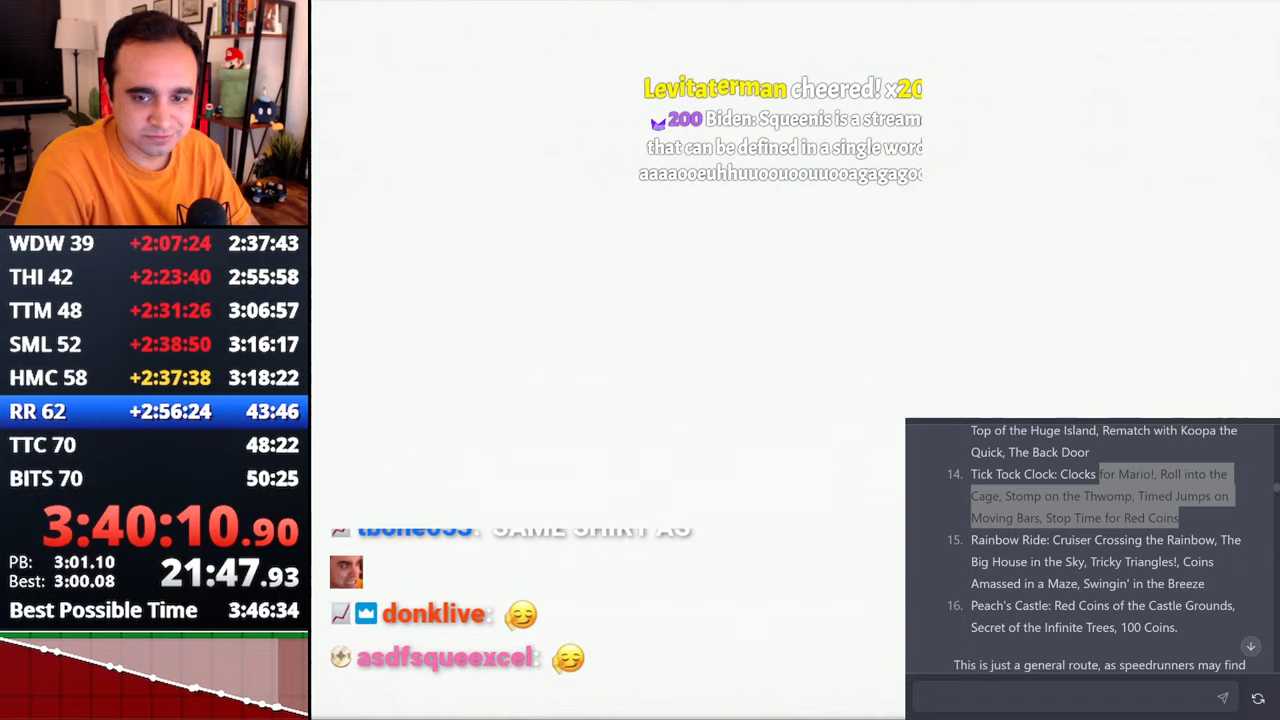 Levitaterman cheered! x20
200 Biden: Squeenis is a stream
that can be defined in a single word
aaaaooeuhhuuoouoouuooagagago
WDW 39 +2:07:24 2:37:43
THI 42 +2:23:40 2:55:58
TTM 48 +2:31:26 3:06:57
SML 52 +2:38:50 3:16:17
HMC 58 +2:37:38 3:18:22
RR 62 +2:56:24 43:46
TTC 70 48:22
BITS 70 50:25
3:40:10.90
PB: 3:01.10
Best: 3:00.08
21:47.93
Best Possible Time 3:46:34
SAME SHIRT AS
donklive:
asdfsqueexcel:
Top of the Huge Island, Rematch with Koopa the
Quick, The Back Door
14. Tick Tock Clock: Clocks for Mario!, Roll into the
Cage, Stomp on the Thwomp, Timed Jumps on
Moving Bars, Stop Time for Red Coins
15. Rainbow Ride: Cruiser Crossing the Rainbow, The
Big House in the Sky, Tricky Triangles!, Coins
Amassed in a Maze, Swingin' in the Breeze
16. Peach's Castle: Red Coins of the Castle Grounds,
Secret of the Infinite Trees, 100 Coins.
This is just a general route, as speedrunners may find